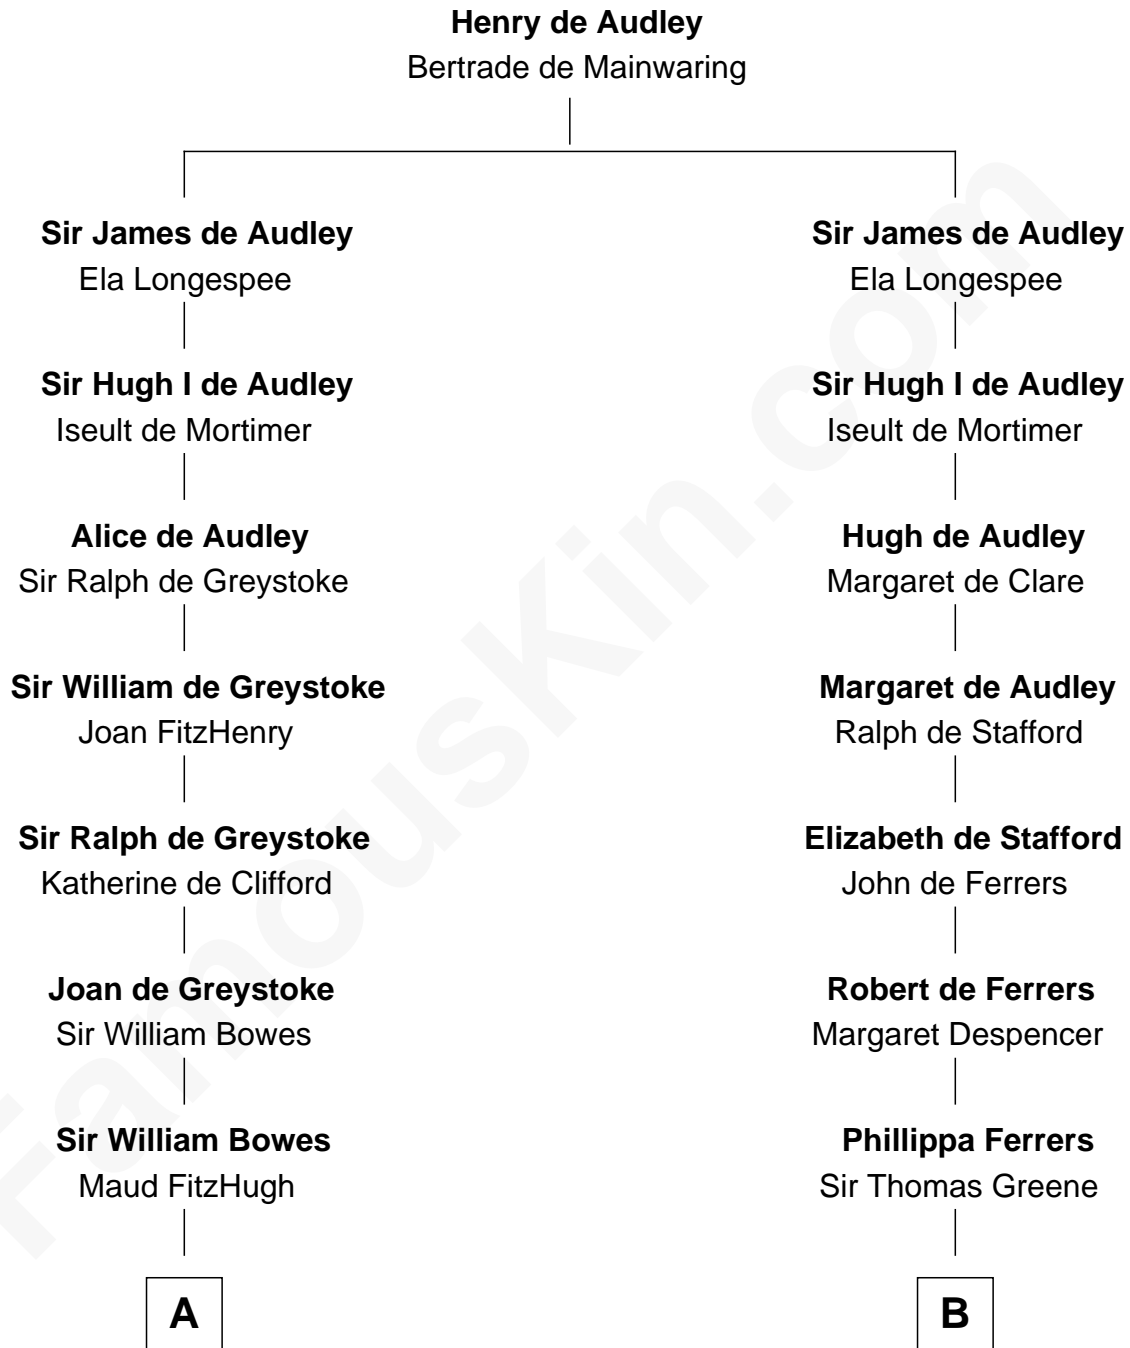 Henry de Audley
Bertrade de Mainwaring
Sir James de Audley
Ela Longespee
Sir Hugh I de Audley
Iseult de Mortimer
Alice de Audley
Sir Ralph de Greystoke
Sir William de Greystoke
Joan FitzHenry
Sir Ralph de Greystoke
Katherine de Clifford
Joan de Greystoke
Sir William Bowes
Sir William Bowes
Maud FitzHugh
A
Sir James de Audley
Ela Longespee
Sir Hugh I de Audley
Iseult de Mortimer
Hugh de Audley
Margaret de Clare
Margaret de Audley
Ralph de Stafford
Elizabeth de Stafford
John de Ferrers
Robert de Ferrers
Margaret Despencer
Phillippa Ferrers
Sir Thomas Greene
B
FamousKin.com